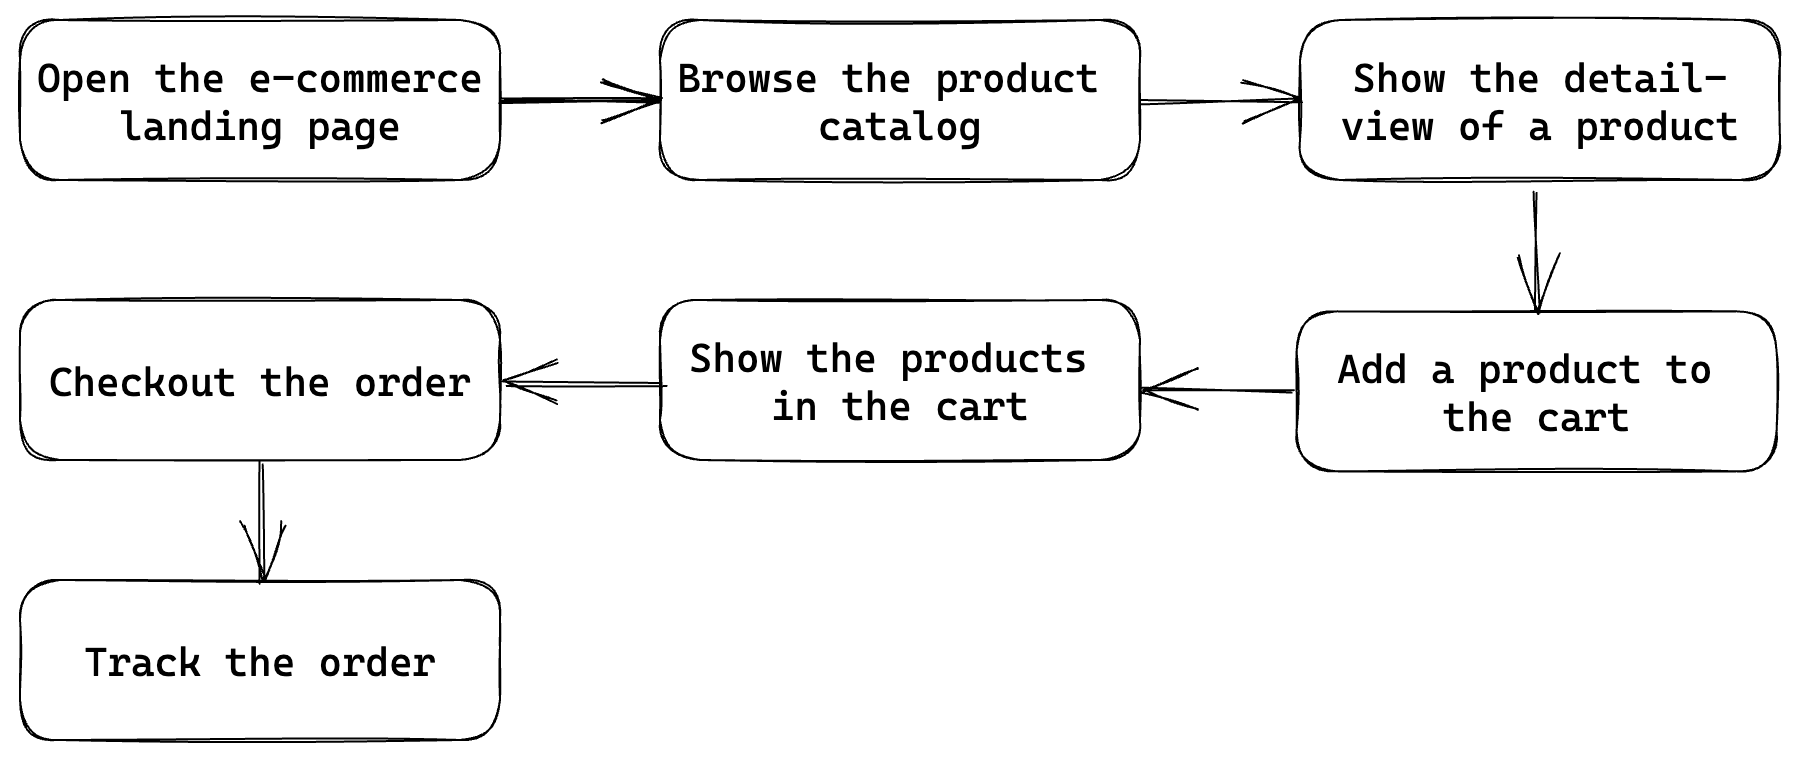 Open the e-commerce
landing page
Browse the product
catalog
Show the detail-
view of a product
Add a product to
the cart
Show the products
in the cart
Checkout the order
Track the order